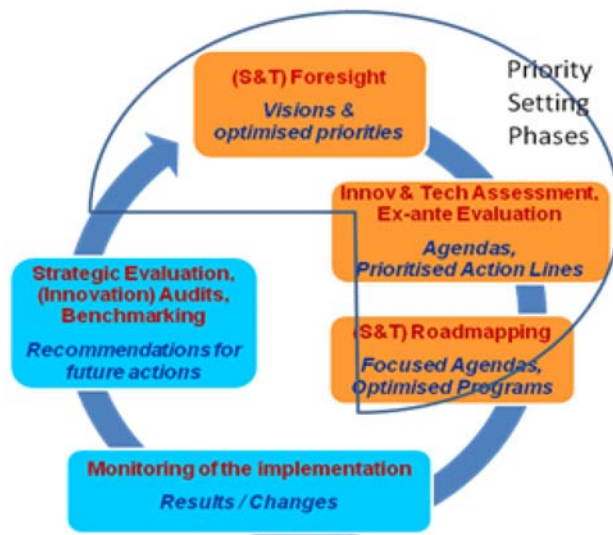 (S&T) Foresight
Visions &
optimised priorities
Priority
Setting
Phases
Innov & Tech Assessment,
Ex-ante Evaluation
Agendas,
Prioritised Action Lines
(S&T) Roadmapping
Focused Agendas,
Optimised Programs
Monitoring of the implementation
Results / Changes
Strategic Evaluation,
(Innovation) Audits,
Benchmarking
Recommendations for
future actions